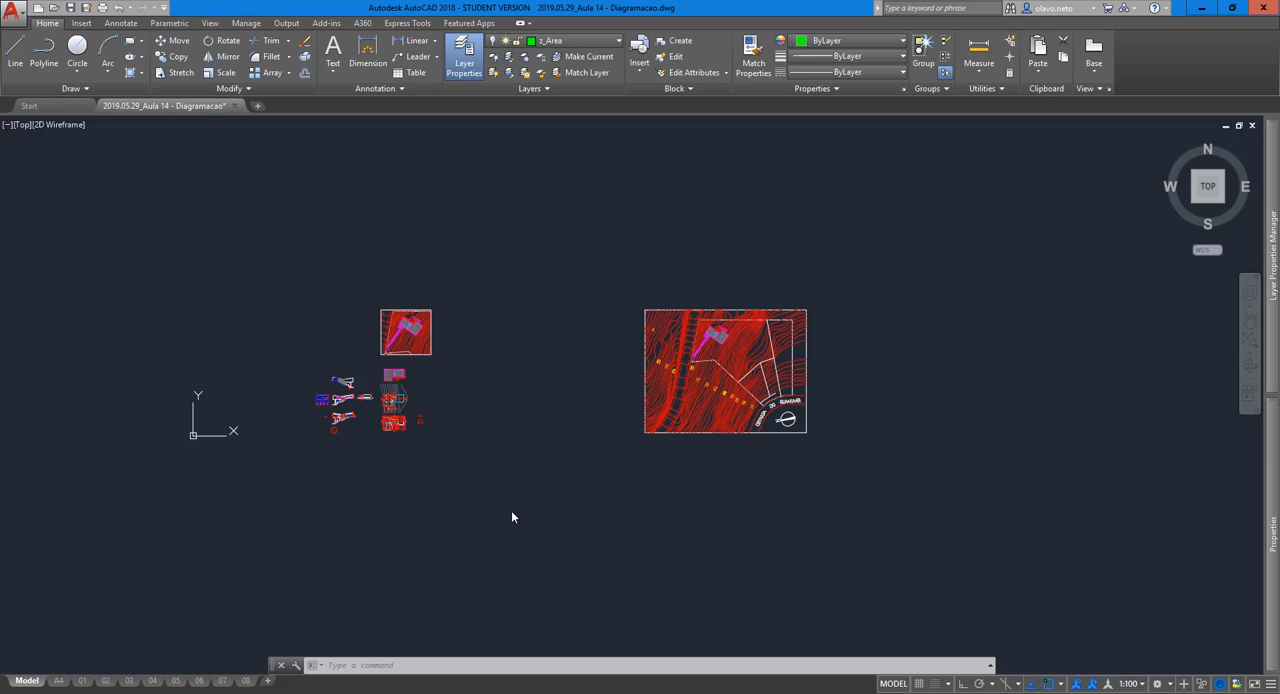 Autodesk AutoCAD 2018 - STUDENT VERSION 2019.05.29_Aula 14 - Diagramacao.dwg
Type a keyword or phrase
olavo.neto
Home Insert Annotate Parametric View Manage Output Add-ins A360 Express Tools Featured Apps
Line Polyline Circle Arc
Move Rotate Trim
Copy Mirror Fillet
Stretch Scale Array
Text Dimension
Linear
Leader
Table
Layer Properties
z_Area
Make Current
Match Layer
Insert
Create
Edit
Edit Attributes
Match Properties
ByLayer
ByLayer
ByLayer
Group
Measure
Paste
Base
Draw Modify Annotation Layers Block Properties Groups Utilities Clipboard View
Start 2019.05.29_Aula 14 - Diagramacao*
[−][Top][2D Wireframe]
N
W TOP E
S
WCS
Layer Properties Manager
Properties
Y
X
ESTRADA DO GUANUMBI
Type a command
Model A4 01 02 03 04 05 06 07 08
MODEL 1:100